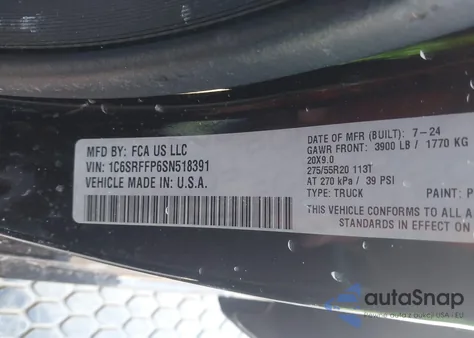 MFD BY: FCA US LLC
VIN: 1C6SRFFP6SN518391
VEHICLE MADE IN U.S.A.
DATE OF MFR (BUILT): 7-24
GAWR FRONT: 3900 LB / 1770 KG
20X9.0
275/55R20 113T
AT 270 kPa / 39 PSI
TYPE: TRUCK
PAINT: P
THIS VEHICLE CONFORMS TO ALL A
STANDARDS IN EFFECT ON
autaSnap